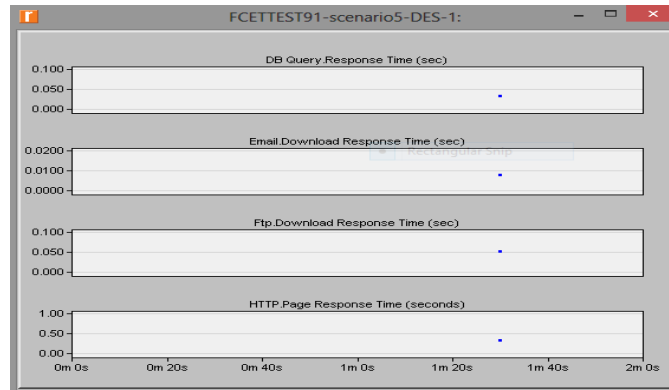 FCETTEST91-scenario5-DES-1:
DB Query.Response Time (sec)
0.100
0.050
0.000
Email.Download Response Time (sec)
0.0200
Rectangular Snip
0.0100
0.0000
Ftp.Download Response Time (sec)
0.100
0.050
0.000
HTTP.Page Response Time (seconds)
1.00
0.50
0.00
0m 0s 0m 20s 0m 40s 1m 0s 1m 20s 1m 40s 2m 0s